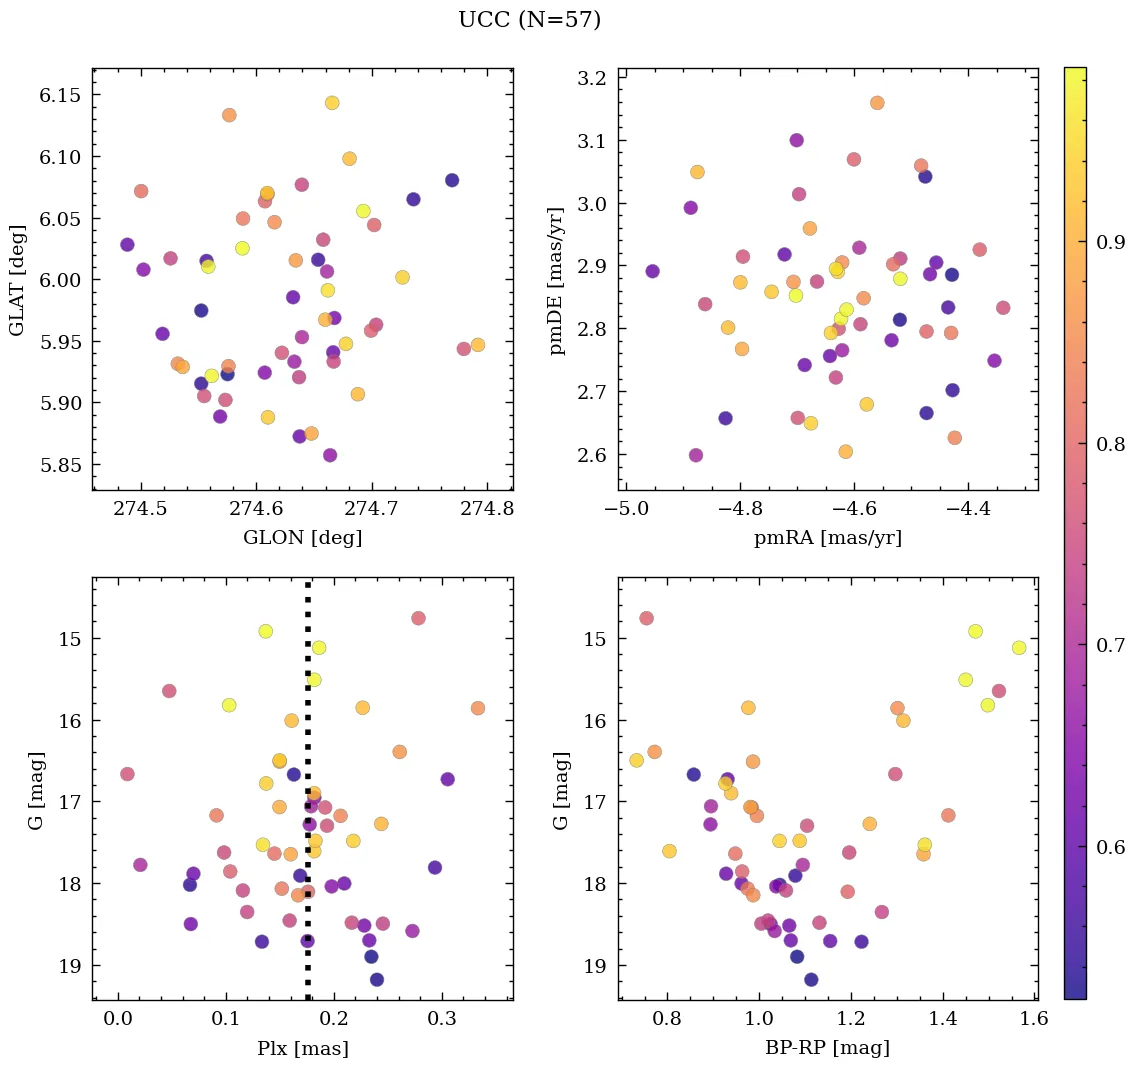 UCC (N=57)
6.15
6.10
6.05
6.00
5.95
5.90
5.85
GLAT [deg]
274.5 274.6 274.7 274.8
GLON [deg]
3.2
3.1
3.0
2.9
2.8
2.7
2.6
pmDE [mas/yr]
−5.0 −4.8 −4.6 −4.4
pmRA [mas/yr]
15
16
17
18
19
G [mag]
0.0 0.1 0.2 0.3
Plx [mas]
15
16
17
18
19
G [mag]
0.8 1.0 1.2 1.4 1.6
BP-RP [mag]
0.9
0.8
0.7
0.6